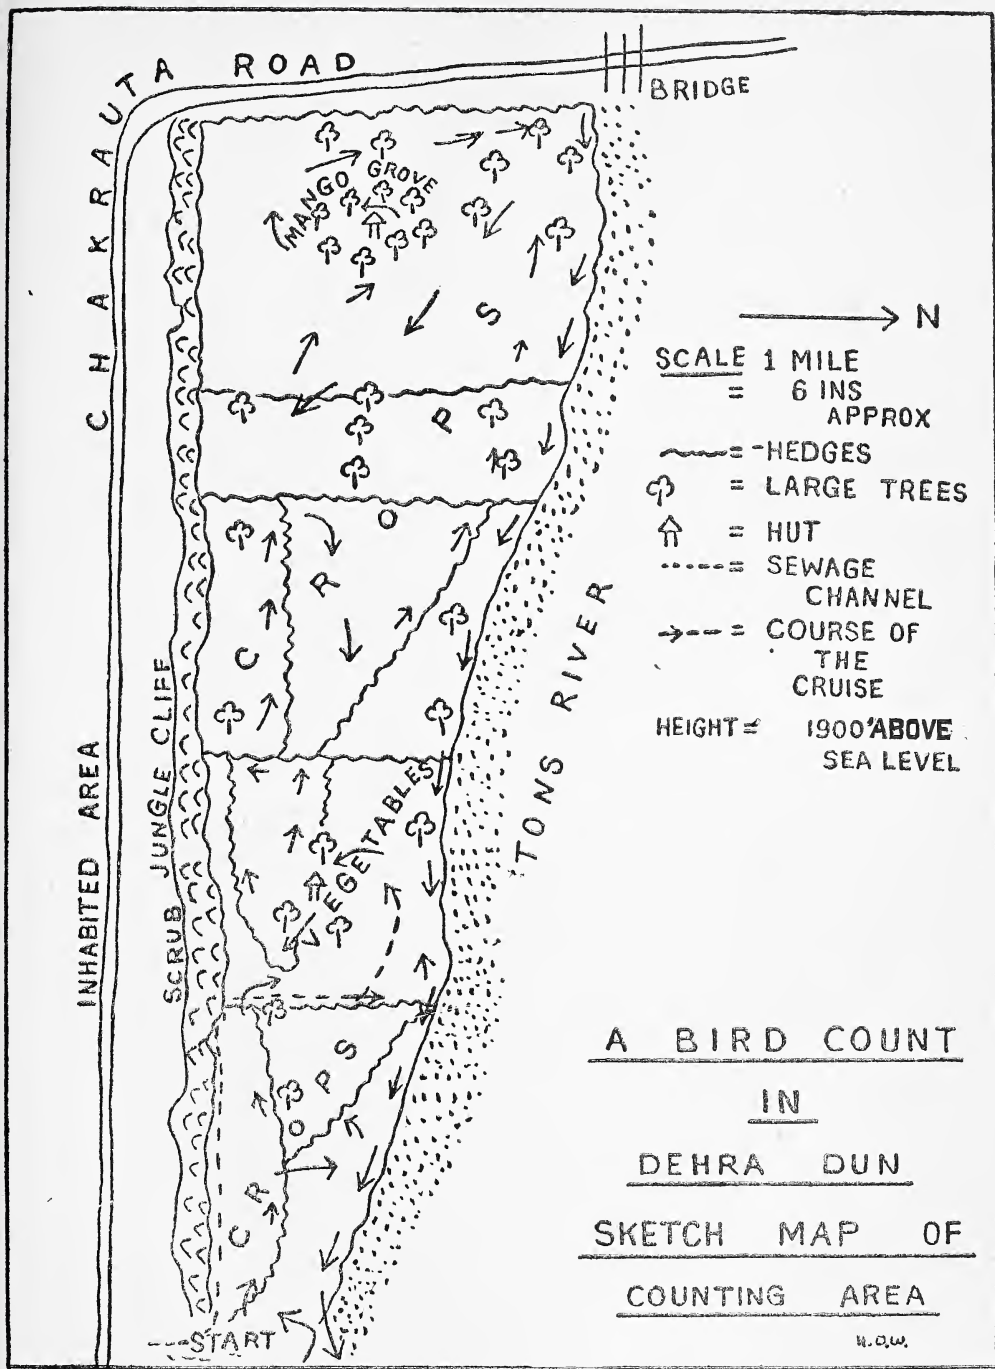 CHAKRAUTA ROAD
BRIDGE
MANGO GROVE
N
SCALE 1 MILE
= 6 INS
APPROX
= HEDGES
= LARGE TREES
= HUT
= SEWAGE
CHANNEL
= COURSE OF
THE
CRUISE
HEIGHT = 1900' ABOVE
SEA LEVEL
CROPS
TONS RIVER
VEGETABLES
INHABITED AREA
SCRUB JUNGLE CLIFF
CROPS
START
A BIRD COUNT
IN
DEHRA DUN
SKETCH MAP OF
COUNTING AREA
H.D.W.